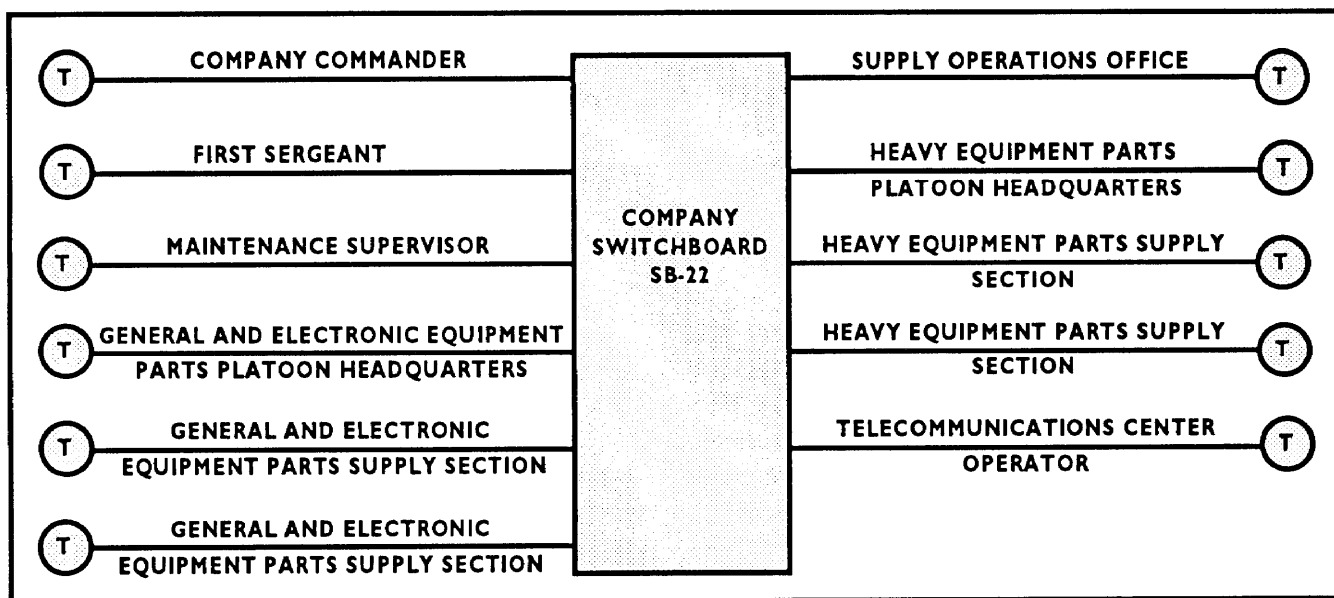 T
COMPANY COMMANDER
T
FIRST SERGEANT
T
MAINTENANCE SUPERVISOR
T
GENERAL AND ELECTRONIC EQUIPMENT
PARTS PLATOON HEADQUARTERS
T
GENERAL AND ELECTRONIC
EQUIPMENT PARTS SUPPLY SECTION
T
GENERAL AND ELECTRONIC
EQUIPMENT PARTS SUPPLY SECTION
COMPANY
SWITCHBOARD
SB-22
SUPPLY OPERATIONS OFFICE
T
HEAVY EQUIPMENT PARTS
PLATOON HEADQUARTERS
T
HEAVY EQUIPMENT PARTS SUPPLY
SECTION
T
HEAVY EQUIPMENT PARTS SUPPLY
SECTION
T
TELECOMMUNICATIONS CENTER
OPERATOR
T